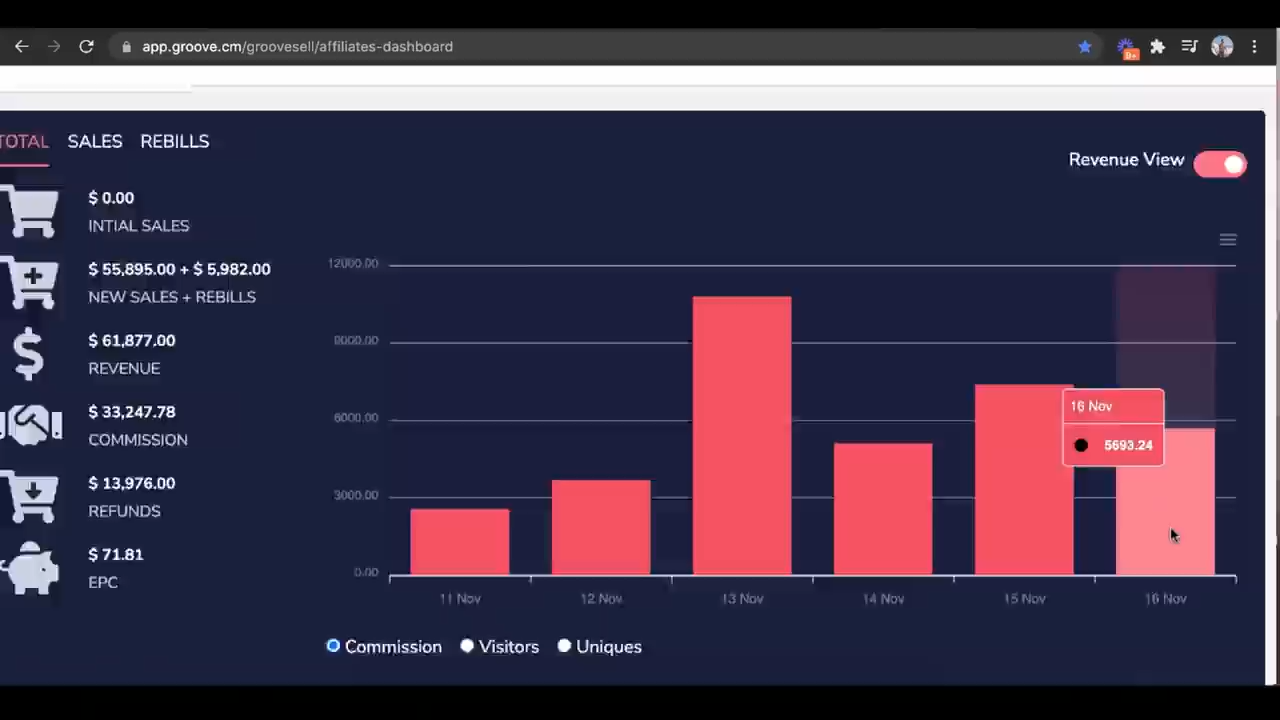 app.groove.cm/groovesell/affiliates-dashboard
9+
TOTAL SALES REBILLS
Revenue View
$ 0.00
INTIAL SALES
$ 55,895.00 + $ 5,982.00
NEW SALES + REBILLS
$ 61,877.00
REVENUE
$ 33,247.78
COMMISSION
$ 13,976.00
REFUNDS
$ 71.81
EPC
12000.00
9000.00
6000.00
3000.00
0.00
16 Nov
5693.24
11 Nov 12 Nov 13 Nov 14 Nov 15 Nov 16 Nov
Commission Visitors Uniques